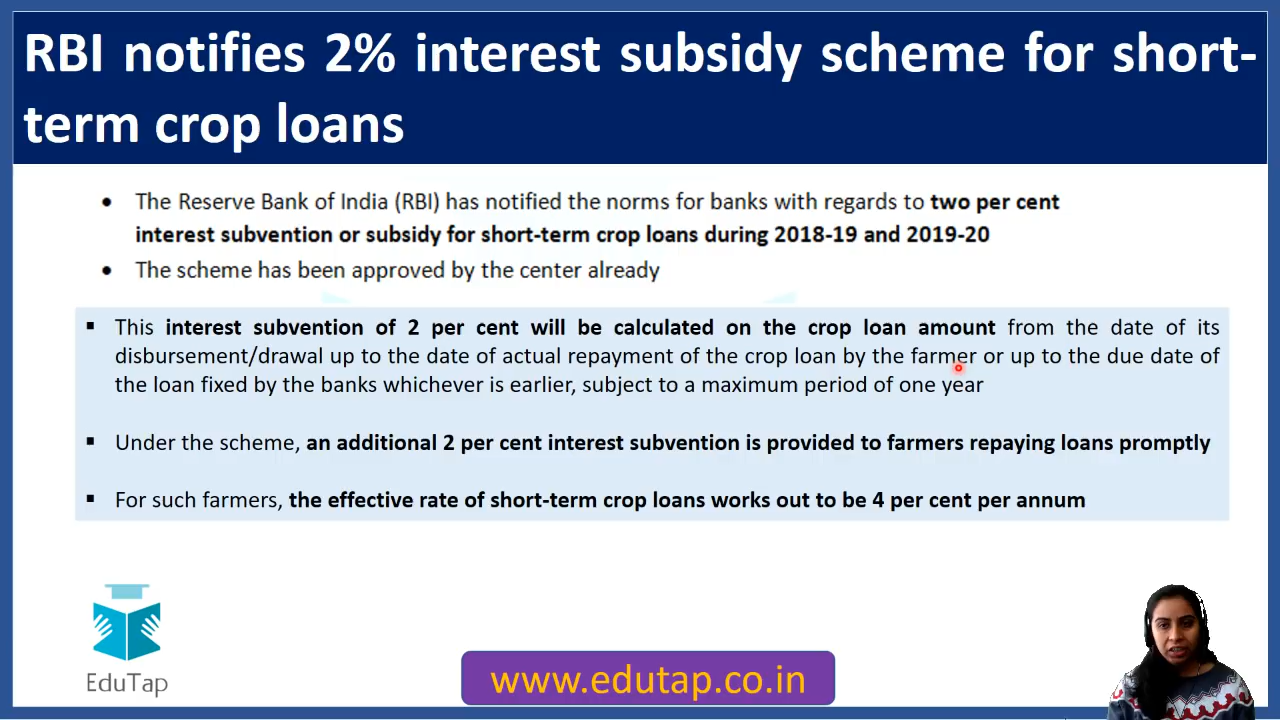 RBI notifies 2% interest subsidy scheme for short-
term crop loans
• The Reserve Bank of India (RBI) has notified the norms for banks with regards to two per cent
interest subvention or subsidy for short-term crop loans during 2018-19 and 2019-20
• The scheme has been approved by the center already
▪ This interest subvention of 2 per cent will be calculated on the crop loan amount from the date of its
disbursement/drawal up to the date of actual repayment of the crop loan by the farmer or up to the due date of
the loan fixed by the banks whichever is earlier, subject to a maximum period of one year
▪ Under the scheme, an additional 2 per cent interest subvention is provided to farmers repaying loans promptly
▪ For such farmers, the effective rate of short-term crop loans works out to be 4 per cent per annum
EduTap
www.edutap.co.in